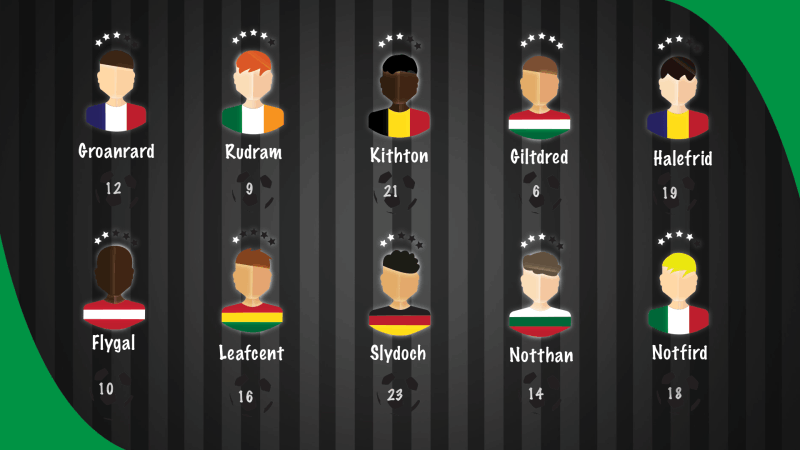 Groanrard Rudram Kithton Giltdred Halefrid
12 9 21 6 19
Flygal Leafcent Slydoch Notthan Notfird
10 16 23 14 18